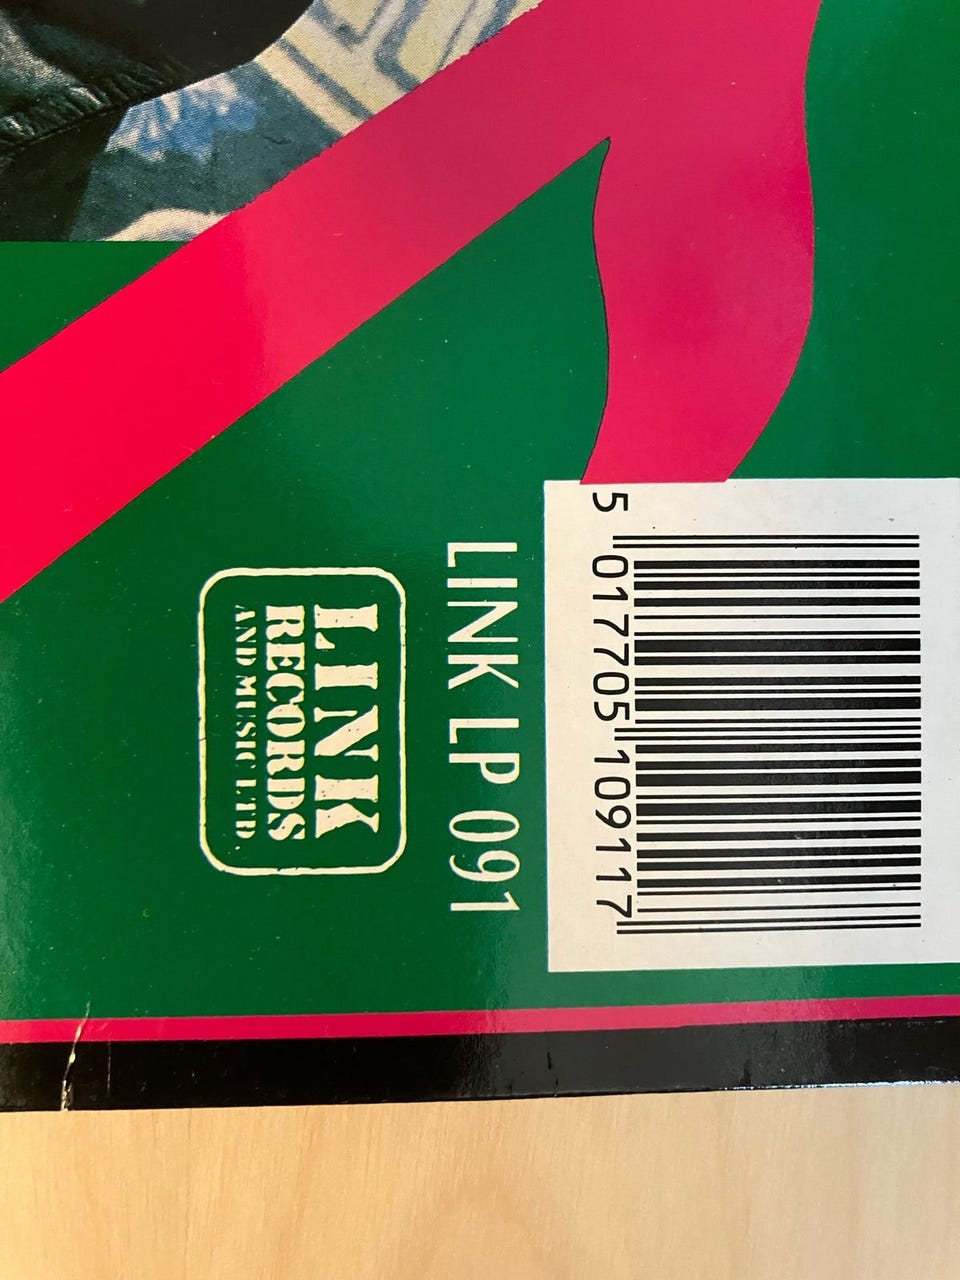 5 017705 109117
LINK LP 091
LINK
RECORDS
AND MUSIC LTD.